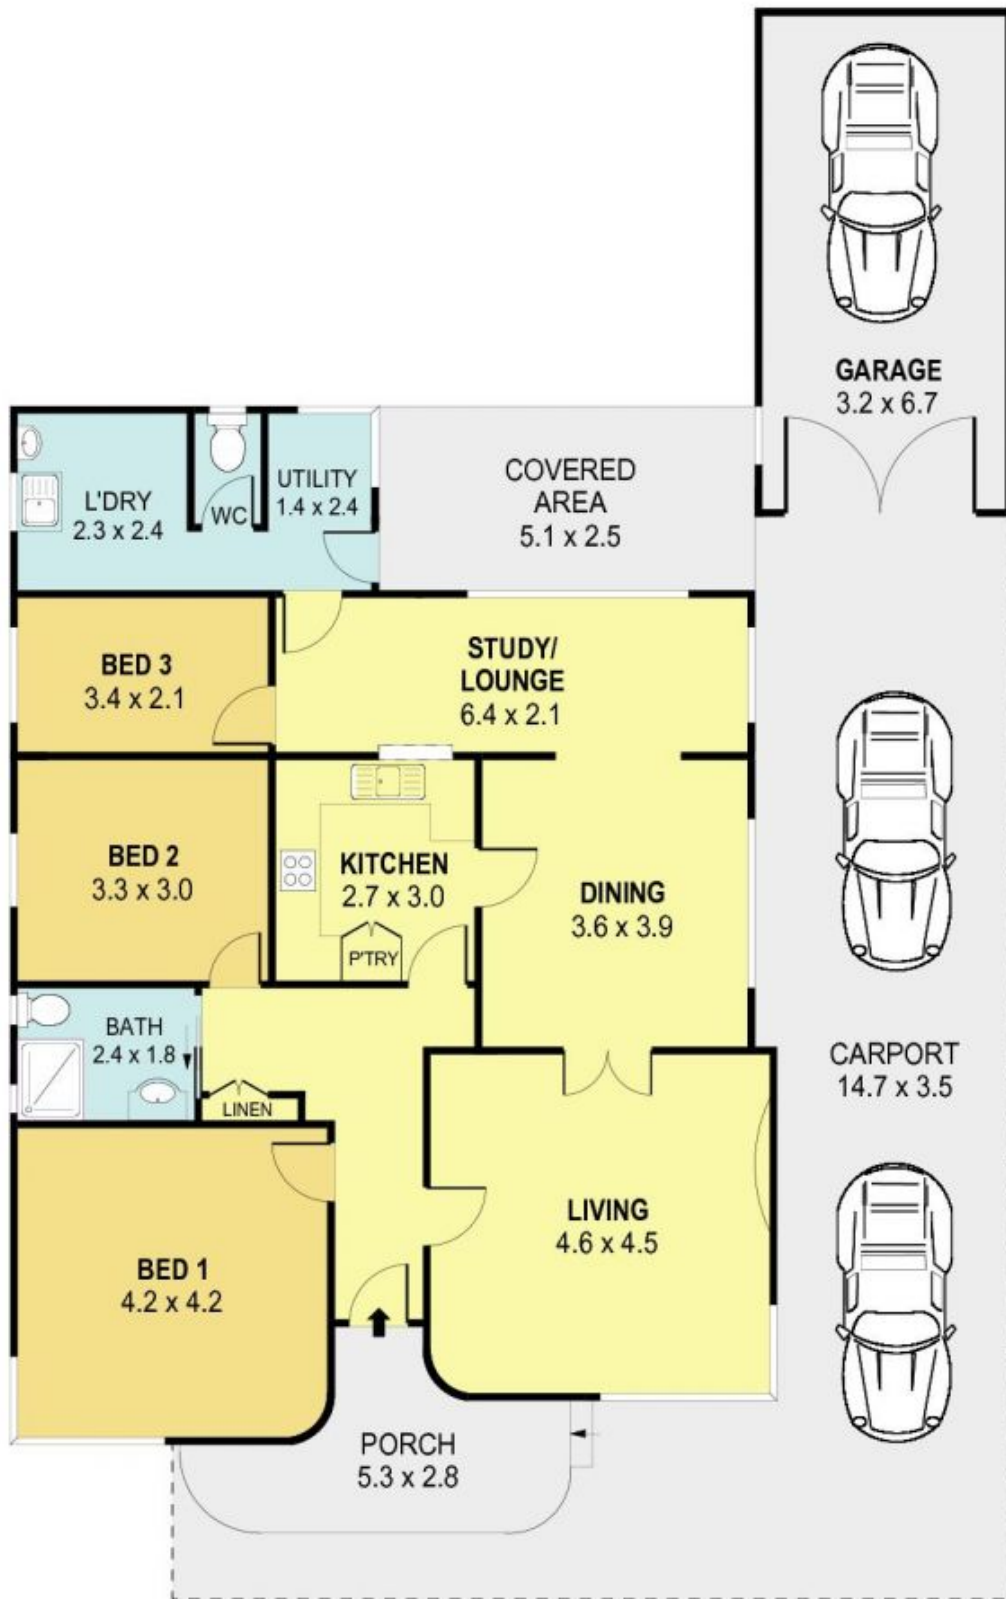 GARAGE
3.2 x 6.7
COVERED
AREA
5.1 x 2.5
UTILITY
1.4 x 2.4
L'DRY
2.3 x 2.4
WC
BED 3
3.4 x 2.1
STUDY/
LOUNGE
6.4 x 2.1
BED 2
3.3 x 3.0
KITCHEN
2.7 x 3.0
P'TRY
DINING
3.6 x 3.9
BATH
2.4 x 1.8
LINEN
CARPORT
14.7 x 3.5
LIVING
4.6 x 4.5
BED 1
4.2 x 4.2
PORCH
5.3 x 2.8